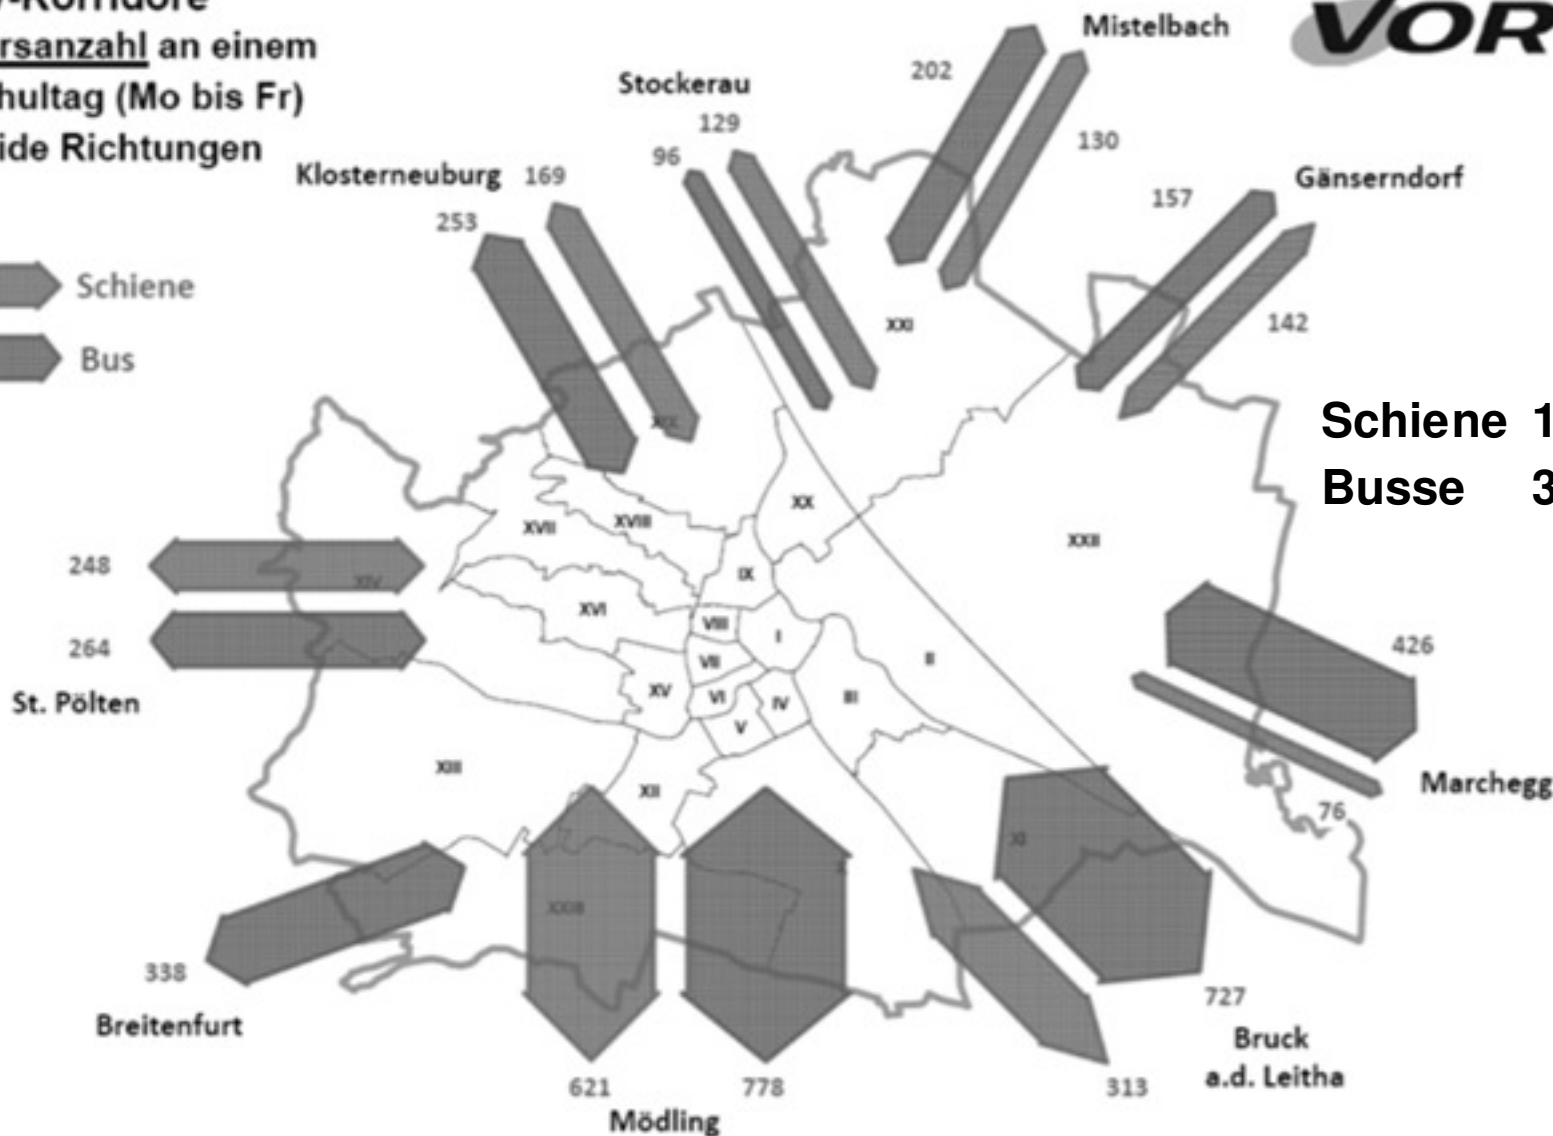 -Korridore
rsanzahl an einem
hultag (Mo bis Fr)
ide Richtungen
VOR
Mistelbach
202
130
Stockerau
129
96
Klosterneuburg 169
253
Gänserndorf
157
142
Schiene
Bus
Schiene 1
Busse 3
XXI
XIX
XX
XVII
XVIII
XXII
248
XIV
IX
XVI
VIII
I
264
VII
II
426
St. Pölten
XV
VI
IV
III
V
XIII
XII
Marchegg
76
XI
X
XXIII
338
Breitenfurt
727
Bruck
a.d. Leitha
621
778
313
Mödling